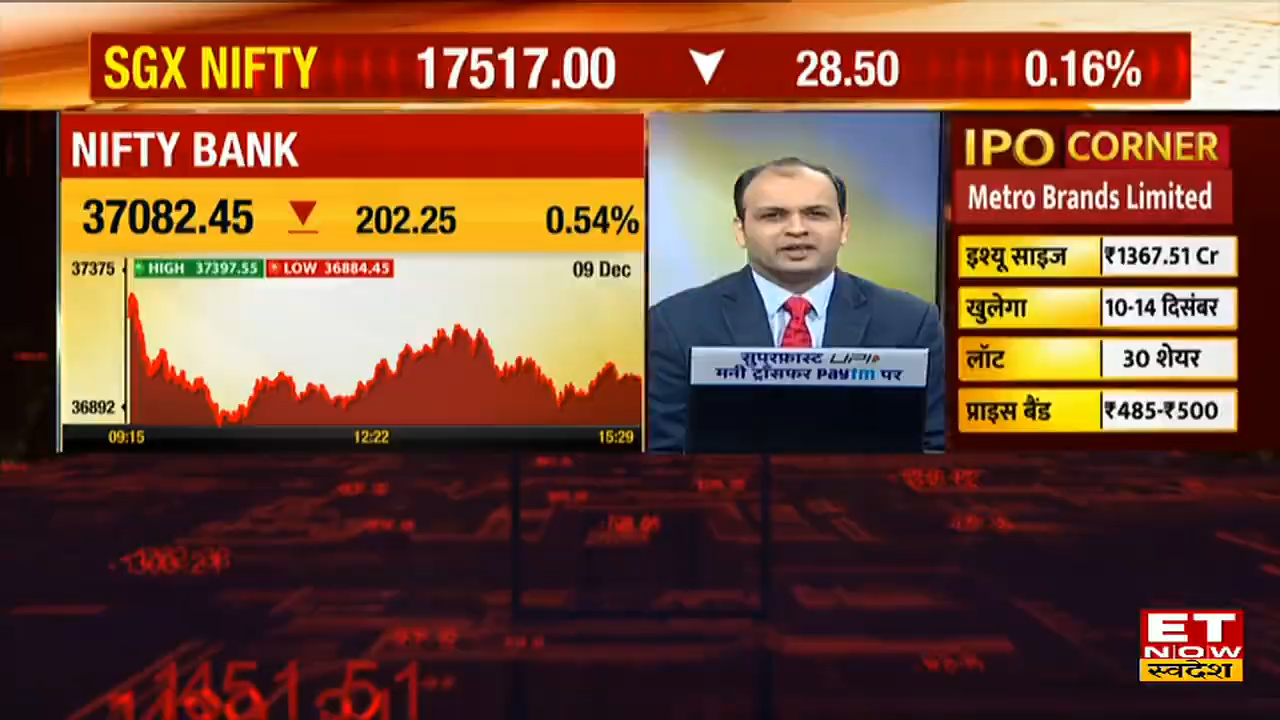 SGX NIFTY 17517.00 28.50 0.16%
NIFTY BANK
37082.45 202.25 0.54%
37375 HIGH 37397.55 LOW 36884.45 09 Dec
36892
09:15 12:22 15:29
सुपरफ़ास्ट UPI
मनी ट्राँसफर paytm पर
IPO CORNER
Metro Brands Limited
इश्यू साइज ₹1367.51 Cr
खुलेगा 10-14 दिसंबर
लॉट 30 शेयर
प्राइस बैंड ₹485-₹500
1451.51
ET
NOW
स्वदेश